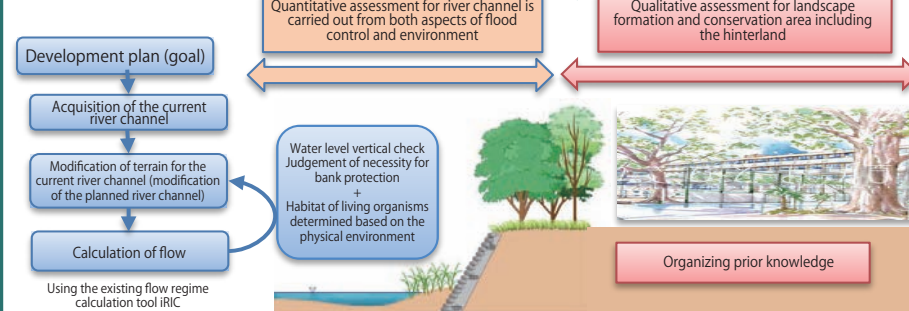 Quantitative assessment for river channel is
carried out from both aspects of flood
control and environment
Qualitative assessment for landscape
formation and conservation area including
the hinterland
Development plan (goal)
Acquisition of the current
river channel
Modification of terrain for the
current river channel (modification
of the planned river channel)
Calculation of flow
Using the existing flow regime
calculation tool iRIC
Water level vertical check
Judgement of necessity for
bank protection
+
Habitat of living organisms
determined based on the
physical environment
Organizing prior knowledge